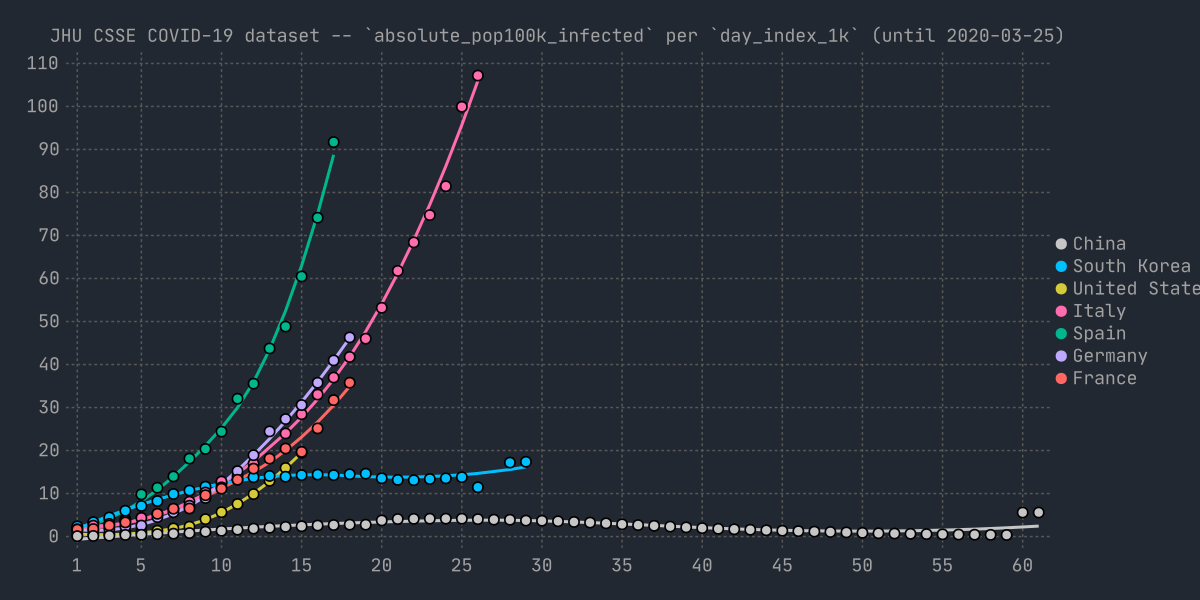 JHU CSSE COVID-19 dataset -- `absolute_pop100k_infected` per `day_index_1k` (until 2020-03-25)
110
100
90
80
70
60
50
40
30
20
10
0
1 5 10 15 20 25 30 35 40 45 50 55 60
China
South Korea
United State
Italy
Spain
Germany
France